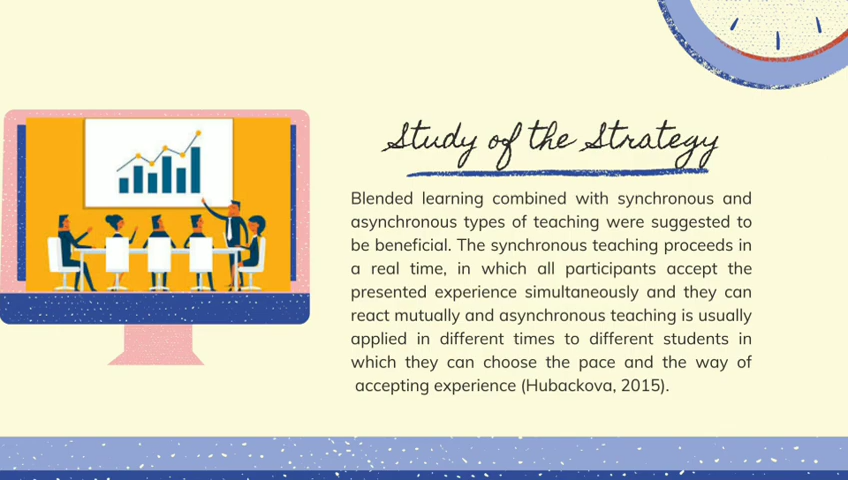 Study of the Strategy
Blended learning combined with synchronous and
asynchronous types of teaching were suggested to
be beneficial. The synchronous teaching proceeds in
a real time, in which all participants accept the
presented experience simultaneously and they can
react mutually and asynchronous teaching is usually
applied in different times to different students in
which they can choose the pace and the way of
accepting experience (Hubackova, 2015).